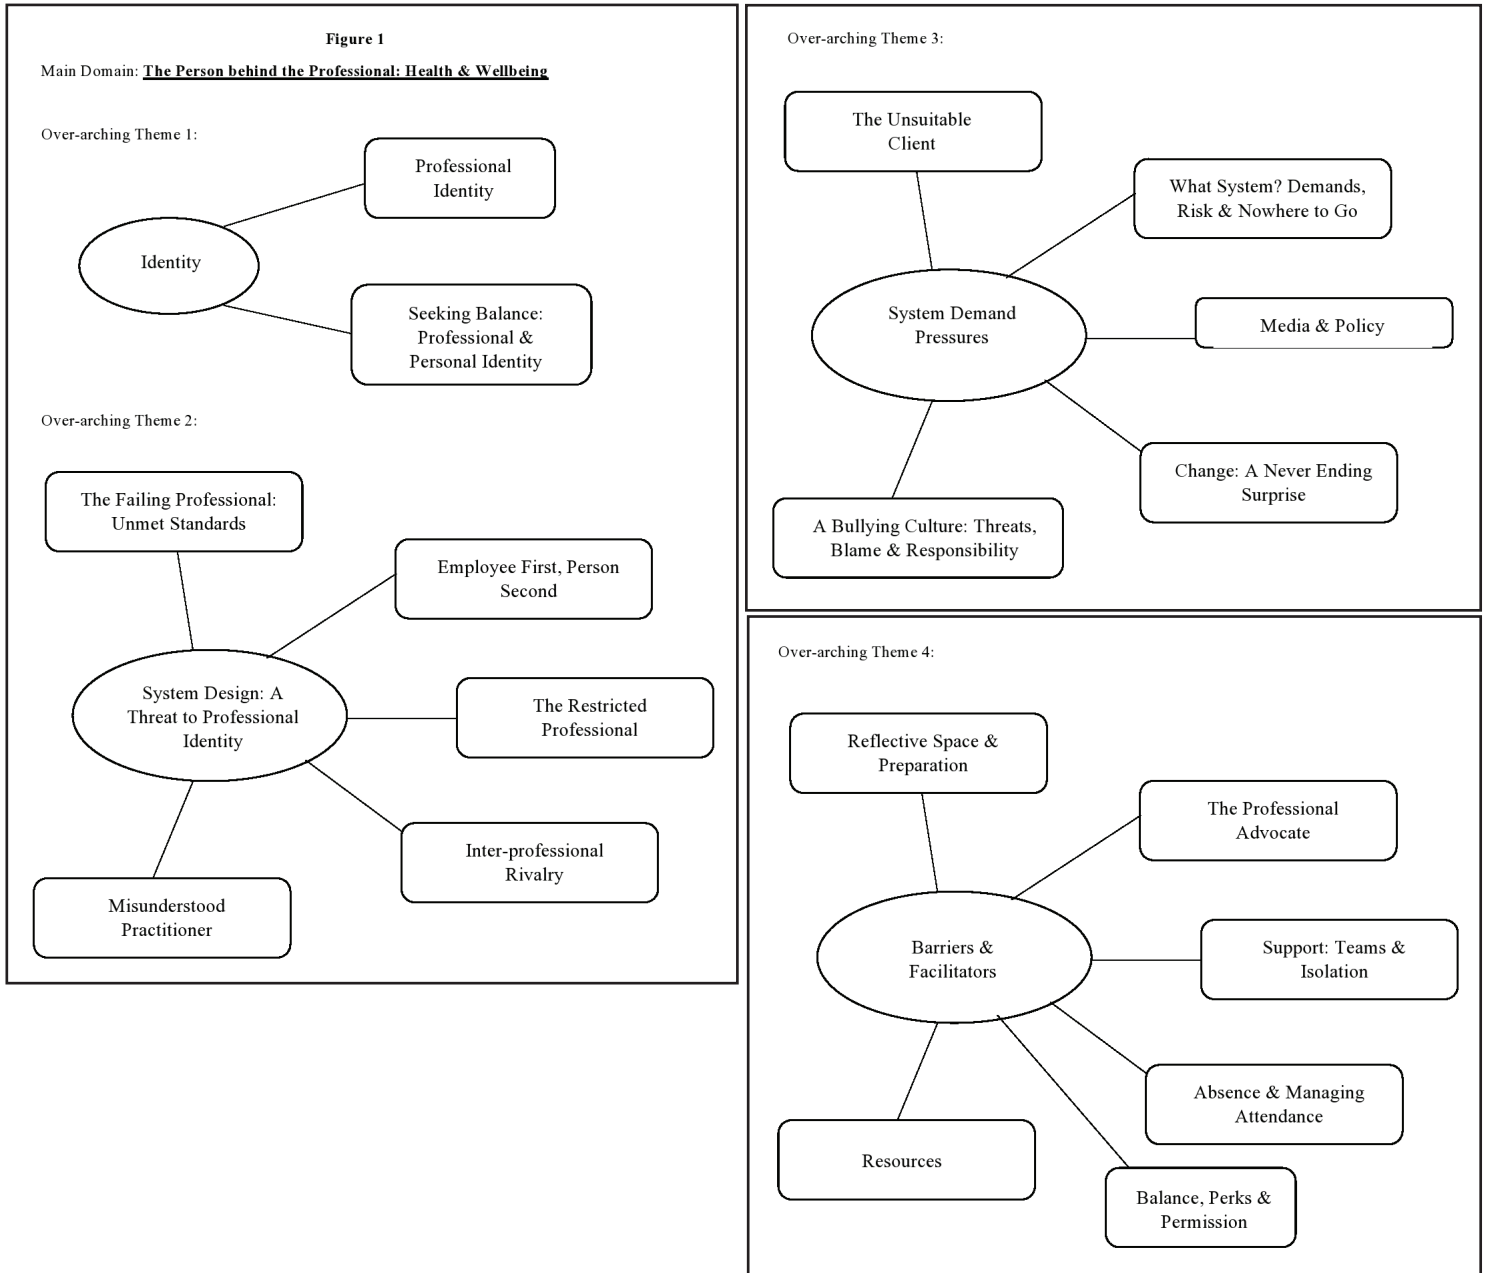 Figure 1
Main Domain: The Person behind the Professional: Health & Wellbeing
Over-arching Theme 1:
Professional
Identity
Identity
Seeking Balance:
Professional &
Personal Identity
Over-arching Theme 2:
The Failing Professional:
Unmet Standards
Employee First, Person
Second
System Design: A
Threat to Professional
Identity
The Restricted
Professional
Inter-professional
Rivalry
Misunderstood
Practitioner
Over-arching Theme 3:
The Unsuitable
Client
What System? Demands,
Risk & Nowhere to Go
System Demand
Pressures
Media & Policy
Change: A Never Ending
Surprise
A Bullying Culture: Threats,
Blame & Responsibility
Over-arching Theme 4:
Reflective Space &
Preparation
The Professional
Advocate
Barriers &
Facilitators
Support: Teams &
Isolation
Absence & Managing
Attendance
Resources
Balance, Perks &
Permission